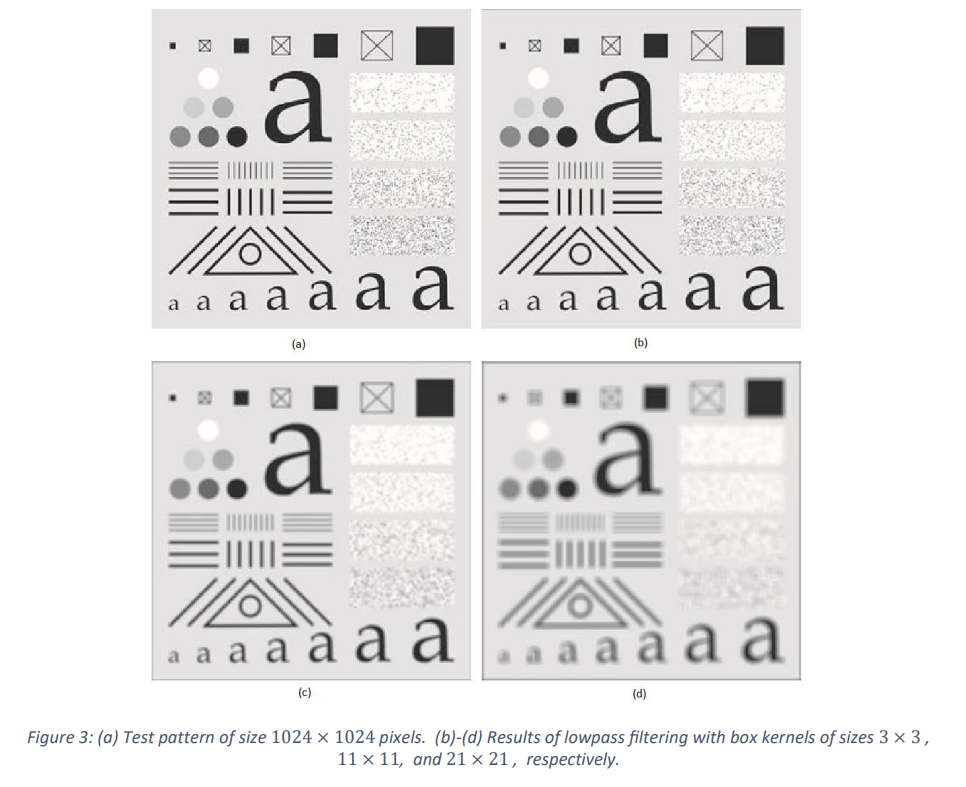 a
a
a a a a a a a
a a a a a a a
(a)
(b)
a
a
a a a a a a a
a a a a a a a
(c)
(d)
Figure 3: (a) Test pattern of size 1024 × 1024 pixels. (b)-(d) Results of lowpass filtering with box kernels of sizes 3 × 3 ,
11 × 11, and 21 × 21 , respectively.